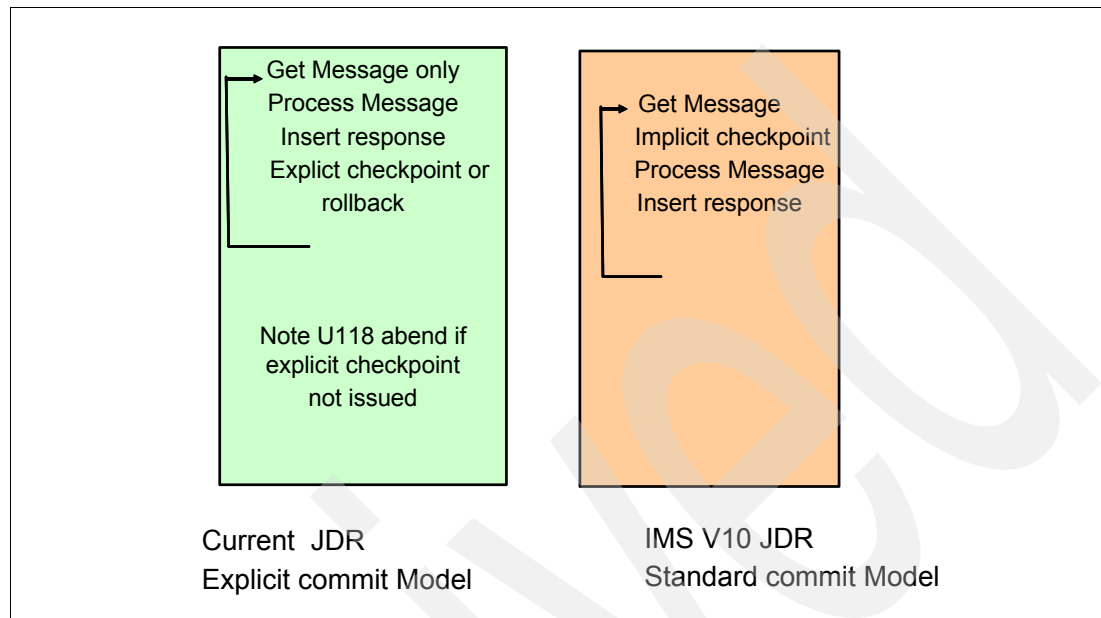 Get Message only
Process Message
Insert response
Explict checkpoint or
rollback
Note U118 abend if
explicit checkpoint
not issued
Current JDR
Explicit commit Model
Get Message
Implicit checkpoint
Process Message
Insert response
IMS V10 JDR
Standard commit Model